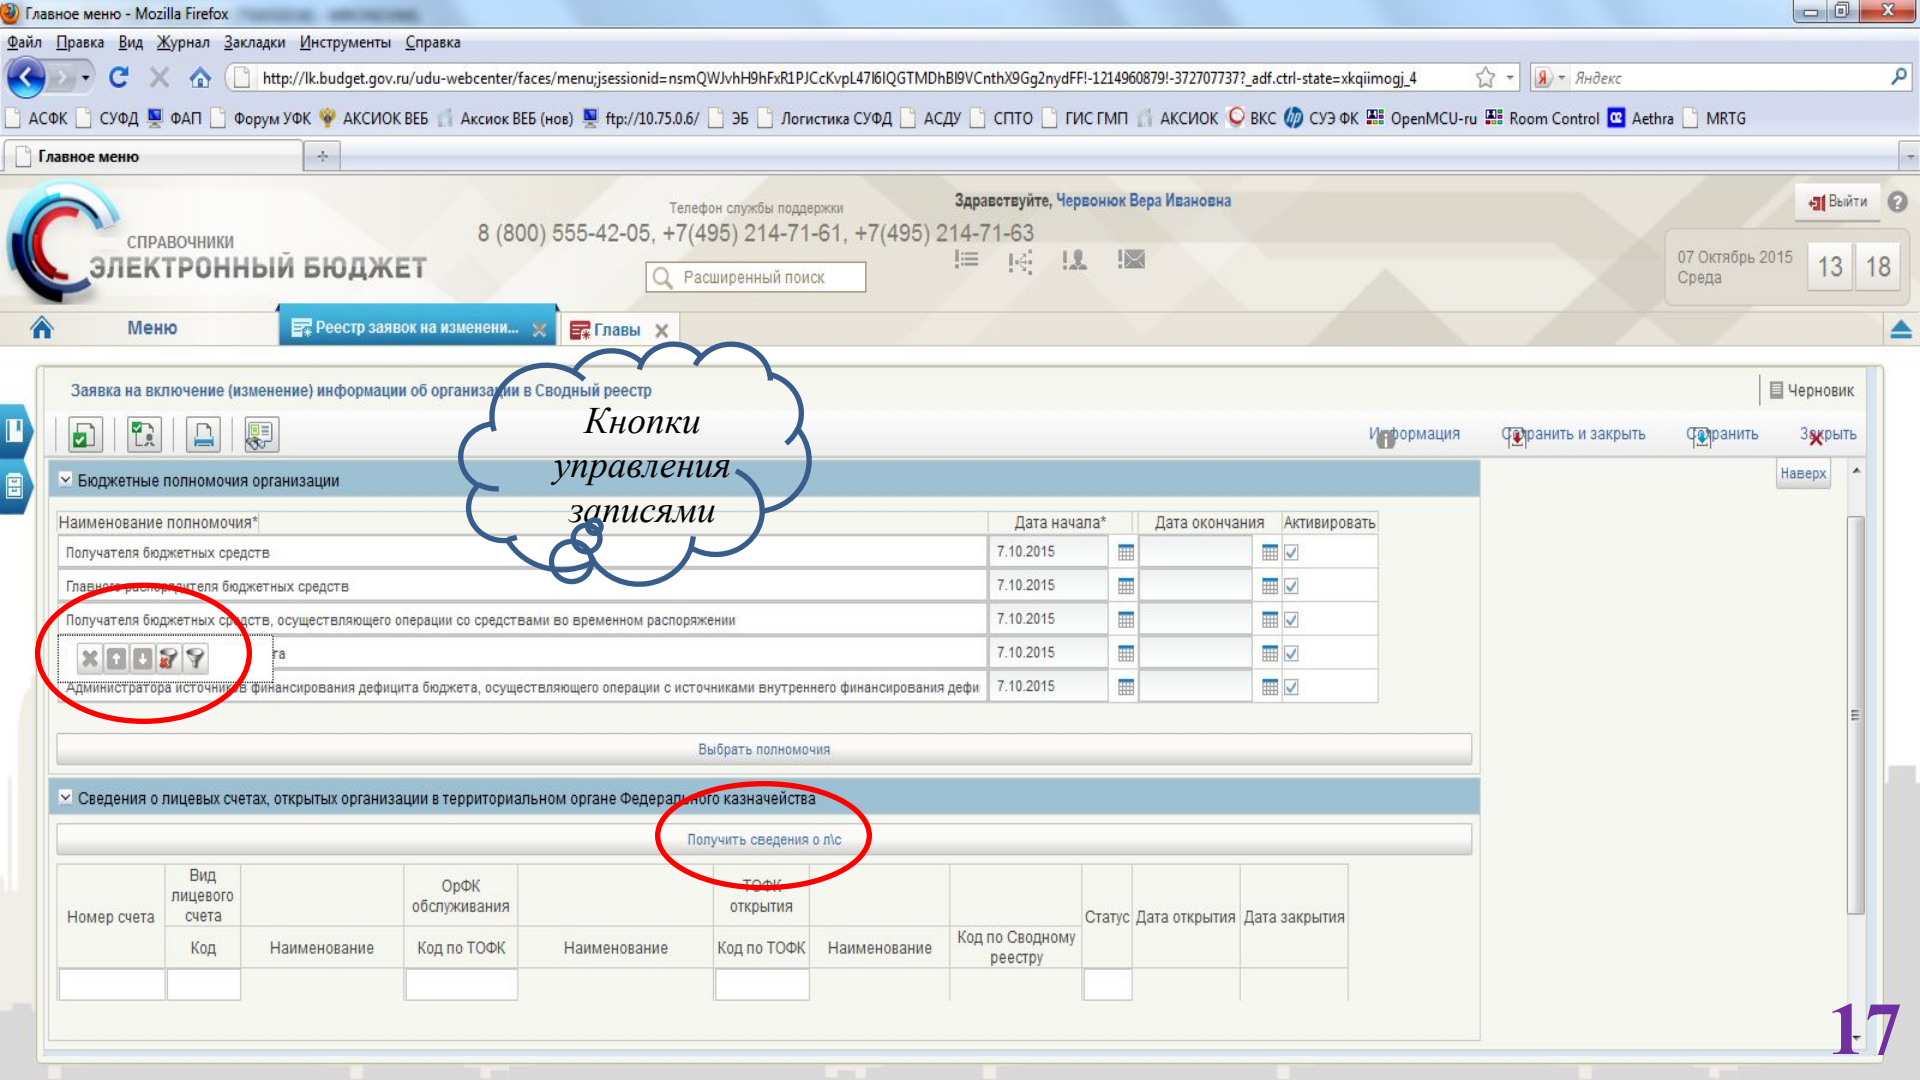 Главное меню - Mozilla Firefox
Файл Правка Вид Журнал Закладки Инструменты Справка
http://lk.budget.gov.ru/udu-webcenter/faces/menu;jsessionid=nsmQWJvhH9hFxR1PJCcKvpL47I6IQGTMDhBl9VCnthX9Gg2nydFF!-1214960879!-372707737?_adf.ctrl-state=xkqiimogj_4 Яндекс
АСФК СУФД ФАП Форум УФК АКСИОК ВЕБ Аксиок ВЕБ (нов) ftp://10.75.0.6/ ЭБ Логистика СУФД АСДУ СПТО ГИС ГМП АКСИОК ВКС СУЭ ФК OpenMCU-ru Room Control Aethra MRTG
Главное меню
СПРАВОЧНИКИ
ЭЛЕКТРОННЫЙ БЮДЖЕТ
Телефон службы поддержки
8 (800) 555-42-05, +7(495) 214-71-61, +7(495) 214-71-63
Расширенный поиск
Здравствуйте, Червонюк Вера Ивановна
Выйти
07 Октябрь 2015
Среда
13 18
Меню Реестр заявок на изменени... Главы
Заявка на включение (изменение) информации об организации в Сводный реестр
Черновик
Кнопки
управления
записями
Информация Сохранить и закрыть Сохранить Закрыть
Наверх
Бюджетные полномочия организации
Наименование полномочия* Дата начала* Дата окончания Активировать
Получателя бюджетных средств 7.10.2015
Главного распорядителя бюджетных средств 7.10.2015
Получателя бюджетных средств, осуществляющего операции со средствами во временном распоряжении 7.10.2015
та 7.10.2015
Администратора источников финансирования дефицита бюджета, осуществляющего операции с источниками внутреннего финансирования дефи 7.10.2015
Выбрать полномочия
Сведения о лицевых счетах, открытых организации в территориальном органе Федерального казначейства
Получить сведения о л\с
Номер счета Вид лицевого счета ОрФК обслуживания ТОФК открытия Статус Дата открытия Дата закрытия
Код Наименование Код по ТОФК Наименование Код по ТОФК Наименование Код по Сводному реестру
17